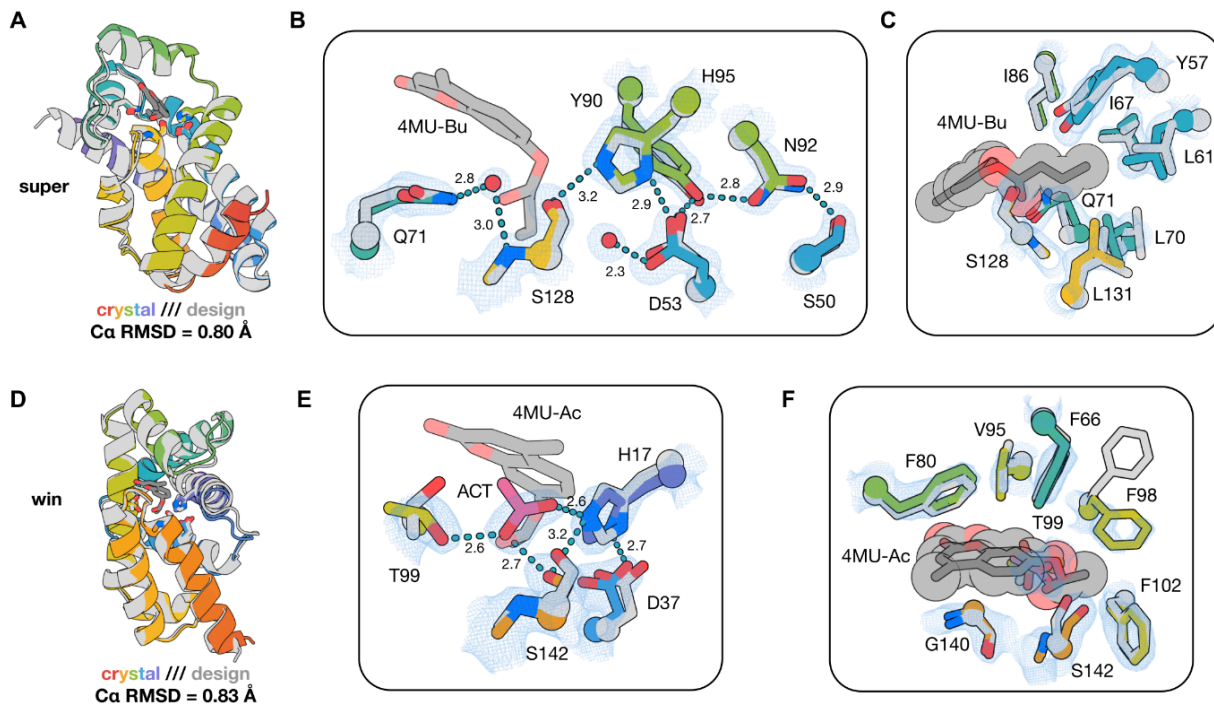 A
super
crystal /// design
Cα RMSD = 0.80 Å
B
4MU-Bu
Y90
H95
N92
2.8
3.0
3.2
2.9
2.7
2.8
2.9
2.3
Q71
S128
D53
S50
C
I86
Y57
I67
4MU-Bu
L61
Q71
L70
S128
L131
D
win
crystal /// design
Cα RMSD = 0.83 Å
E
4MU-Ac
H17
ACT
2.6
3.2
2.6
2.7
2.7
T99
D37
S142
F
F66
V95
F80
F98
T99
4MU-Ac
F102
G140
S142